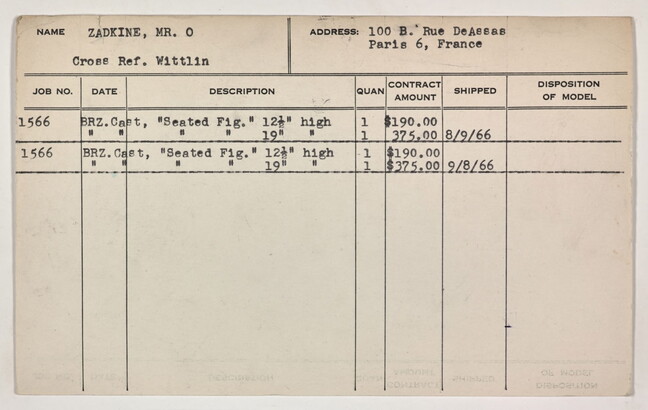 NAME ZADKINE, MR. O ADDRESS: 100 B. Rue DeAssas
Paris 6, France
Cross Ref. Wittlin
JOB NO. DATE DESCRIPTION QUAN CONTRACT AMOUNT SHIPPED DISPOSITION OF MODEL
1566 BRZ.Cast, "Seated Fig." 12½" high 1 $190.00
" " " " 19" " 1 375.00 8/9/66
1566 BRZ.Cast, "Seated Fig." 12½" high 1 $190.00
" " " " 19" " 1 $375.00 9/8/66